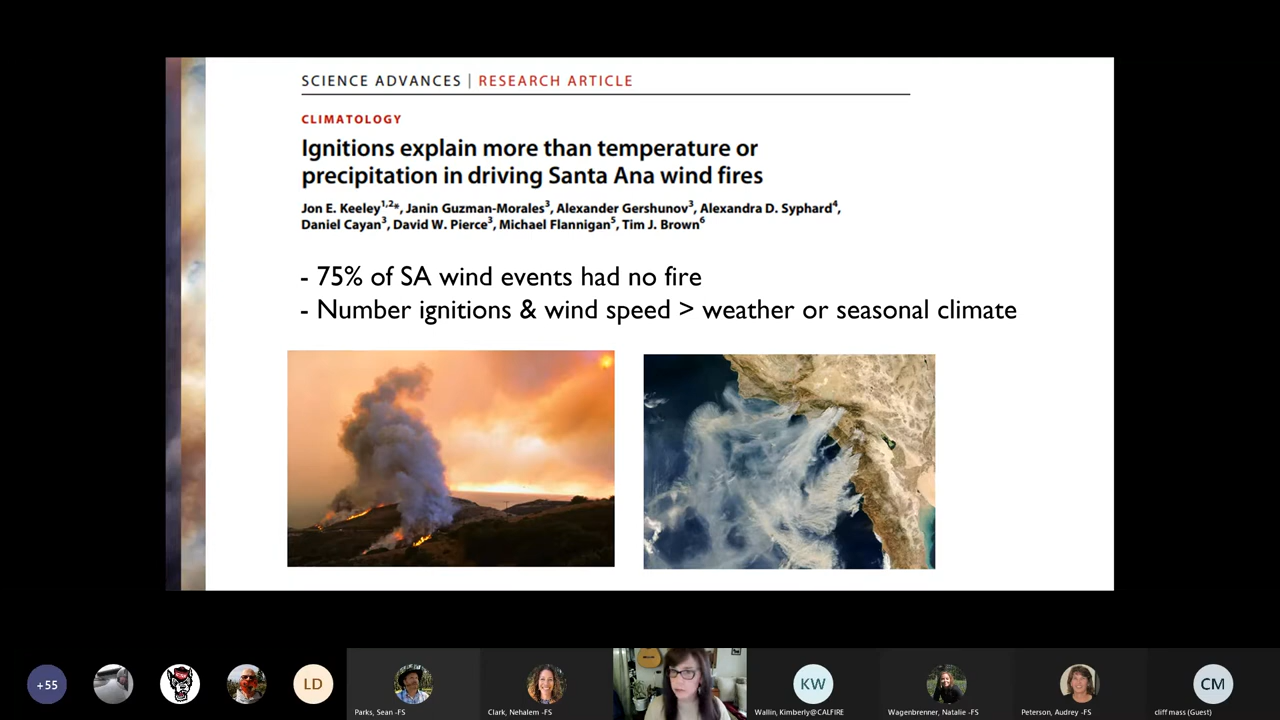 SCIENCE ADVANCES | RESEARCH ARTICLE
CLIMATOLOGY
Ignitions explain more than temperature or
precipitation in driving Santa Ana wind fires
Jon E. Keeley1,2*, Janin Guzman-Morales3, Alexander Gershunov3, Alexandra D. Syphard4,
Daniel Cayan3, David W. Pierce3, Michael Flannigan5, Tim J. Brown6
- 75% of SA wind events had no fire
- Number ignitions & wind speed > weather or seasonal climate
+55
LD
KW
CM
Parks, Sean -FS
Clark, Nehalem -FS
Wallin, Kimberly@CALFIRE
Wagenbrenner, Natalie -FS
Peterson, Audrey -FS
cliff mass (Guest)